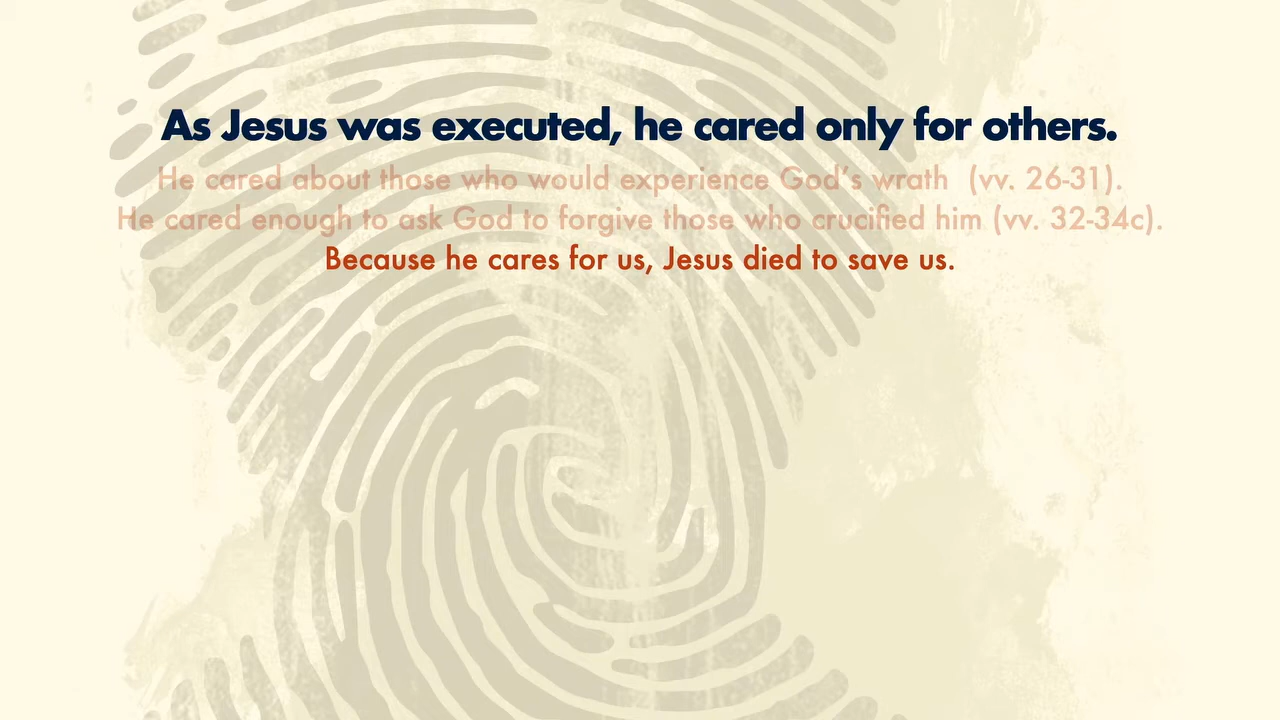 As Jesus was executed, he cared only for others.
He cared about those who would experience God's wrath  (vv. 26-31).
He cared enough to ask God to forgive those who crucified him (vv. 32-34c).
Because he cares for us, Jesus died to save us.